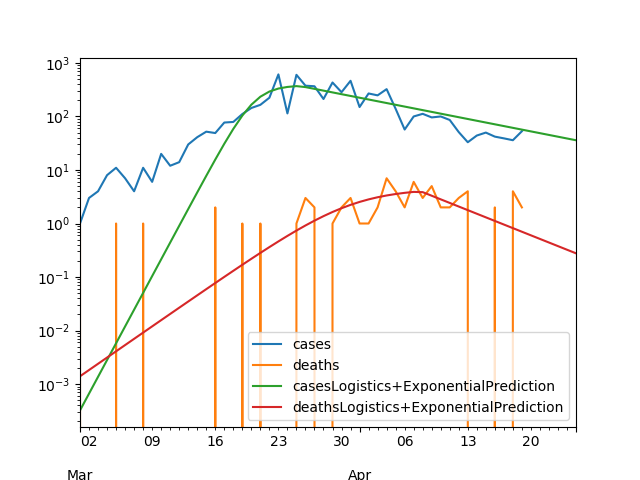 10³
10²
10¹
10⁰
10⁻¹
10⁻²
10⁻³
cases
deaths
casesLogistics+ExponentialPrediction
deathsLogistics+ExponentialPrediction
02 09 16 23 30 06 13 20
Mar Apr